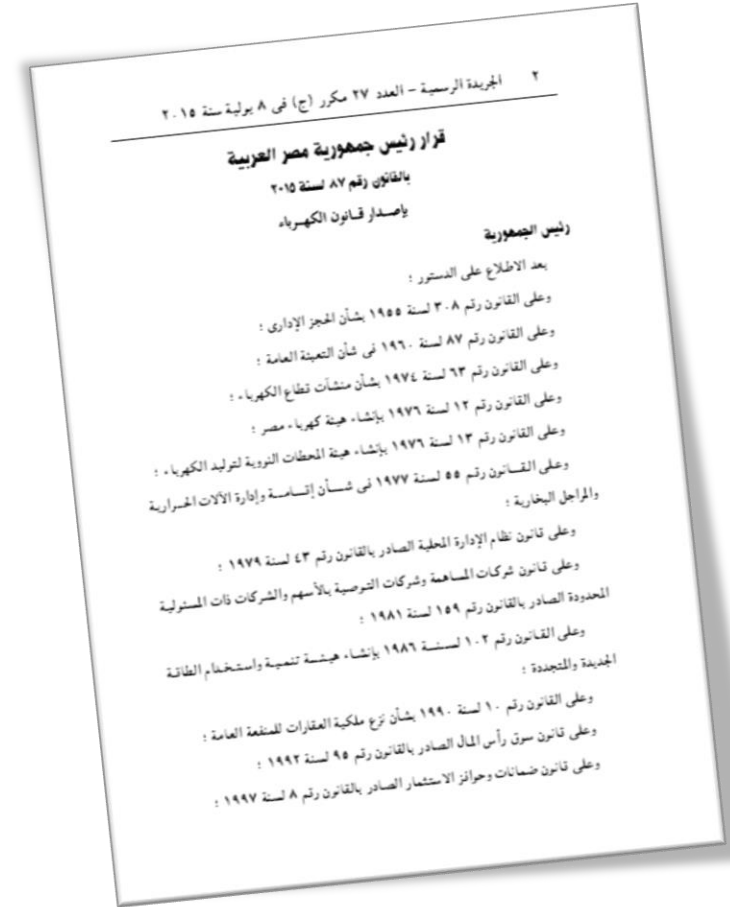 ٢ الجريدة الرسمية – العدد ٢٧ مكرر (ج) فى ٨ يولية سنة ٢٠١٥
قرار رئيس جمهورية مصر العربية
بالقانون رقم ٨٧ لسنة ٢٠١٥
بإصـدار قـانون الكهـرباء
رئيس الجمهورية
بعد الاطلاع على الدستور ؛
وعلى القانون رقم ٣٠٨ لسنة ١٩٥٥ بشأن الحجز الإدارى ؛
وعلى القانون رقم ٨٧ لسنة ١٩٦٠ فى شأن التعبئة العامة ؛
وعلى القانون رقم ٦٣ لسنة ١٩٧٤ بشأن منشآت قطاع الكهرباء ؛
وعلى القانون رقم ١٢ لسنة ١٩٧٦ بإنشاء هيئة كهرباء مصر ؛
وعلى القانون رقم ١٣ لسنة ١٩٧٦ بإنشاء هيئة المحطات النووية لتوليد الكهرباء ؛
وعلى القــانون رقم ٥٥ لسنة ١٩٧٧ فى شــأن إقــامــة وإدارة الآلات الحـرارية
والمراجل البخارية ؛
وعلى قانون نظام الإدارة المحلية الصادر بالقانون رقم ٤٣ لسنة ١٩٧٩ ؛
وعلى قانون شركات المساهمة وشركات التوصية بالأسهم والشركات ذات المسئولية
المحدودة الصادر بالقانون رقم ١٥٩ لسنة ١٩٨١ ؛
وعلى القانون رقم ١٠٢ لسنة ١٩٨٦ بإنشاء هيئة تنمية واستخدام الطاقة
الجديدة والمتجددة ؛
وعلى القانون رقم ١٠ لسنة ١٩٩٠ بشأن نزع ملكية العقارات للمنفعة العامة ؛
وعلى قانون سوق رأس المال الصادر بالقانون رقم ٩٥ لسنة ١٩٩٢ ؛
وعلى قانون ضمانات وحوافز الاستثمار الصادر بالقانون رقم ٨ لسنة ١٩٩٧ ؛